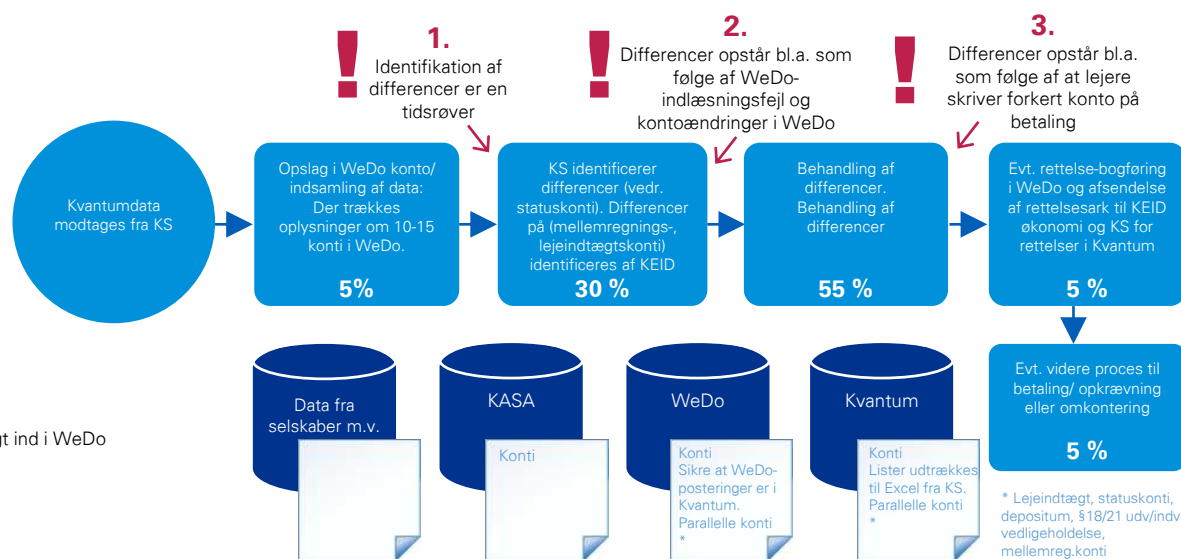 !
1.
Identifikation af
differencer er en
tidsrøver
!
2.
Differencer opstår bl.a. som
følge af WeDo-
indlæsningsfejl og
kontoændringer i WeDo
!
3.
Differencer opstår bl.a.
som følge af at lejere
skriver forkert konto på
betaling
Kvantumdata
modtages fra KS
Opslag i WeDo konto/
indsamling af data:
Der trækkes
oplysninger om 10-15
konti i WeDo.
5%
KS identificerer
differencer (vedr.
statuskonti). Differencer
på (mellemregnings-,
lejeindtægtskonti)
identificeres af KEID
30 %
Behandling af
differencer.
Behandling af
differencer
55 %
Evt. rettelse-bogføring
i WeDo og afsendelse
af rettelsesark til KEID
økonomi og KS for
rettelser i Kvantum
5 %
Data fra
selskaber m.v.
KASA
Konti
WeDo
Konti
Sikre at WeDo-
posteringer er i
Kvantum.
Parallelle konti
*
Kvantum
Konti
Lister udtrækkes
til Excel fra KS.
Parallelle konti
*
Evt. videre proces til
betaling/ opkrævning
eller omkontering
5 %
gt ind i WeDo
* Lejeindtægt, statuskonti,
depositum, §18/21 udv/indv
vedligeholdelse,
mellemreg.konti